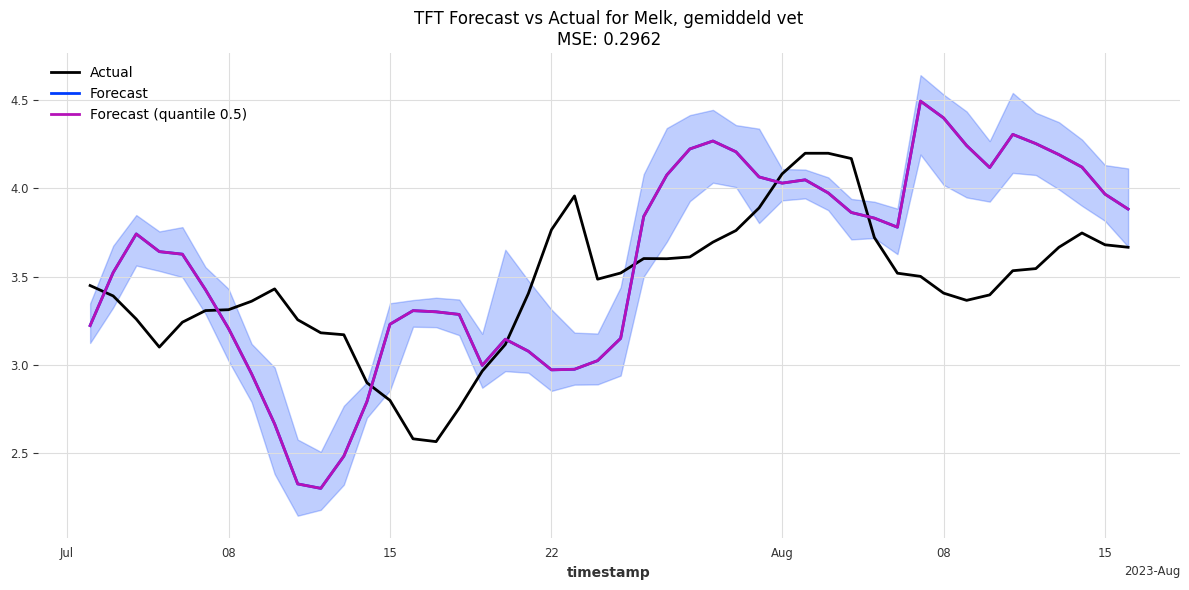 TFT Forecast vs Actual for Melk, gemiddeld vet
MSE: 0.2962
Actual
Forecast
Forecast (quantile 0.5)
4.5
4.0
3.5
3.0
2.5
Jul
08
15
22
Aug
08
15
timestamp
2023-Aug